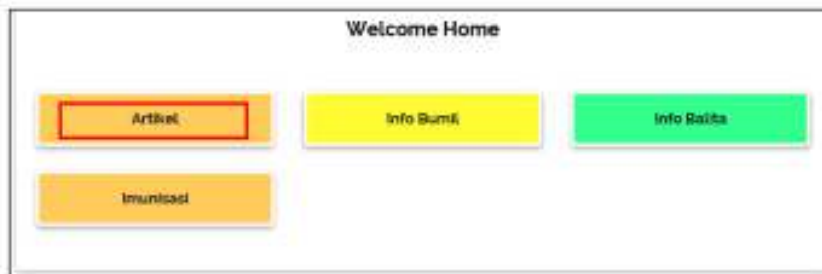 Welcome Home
Artikel
Info Bumil
Info Balita
Imunisasi